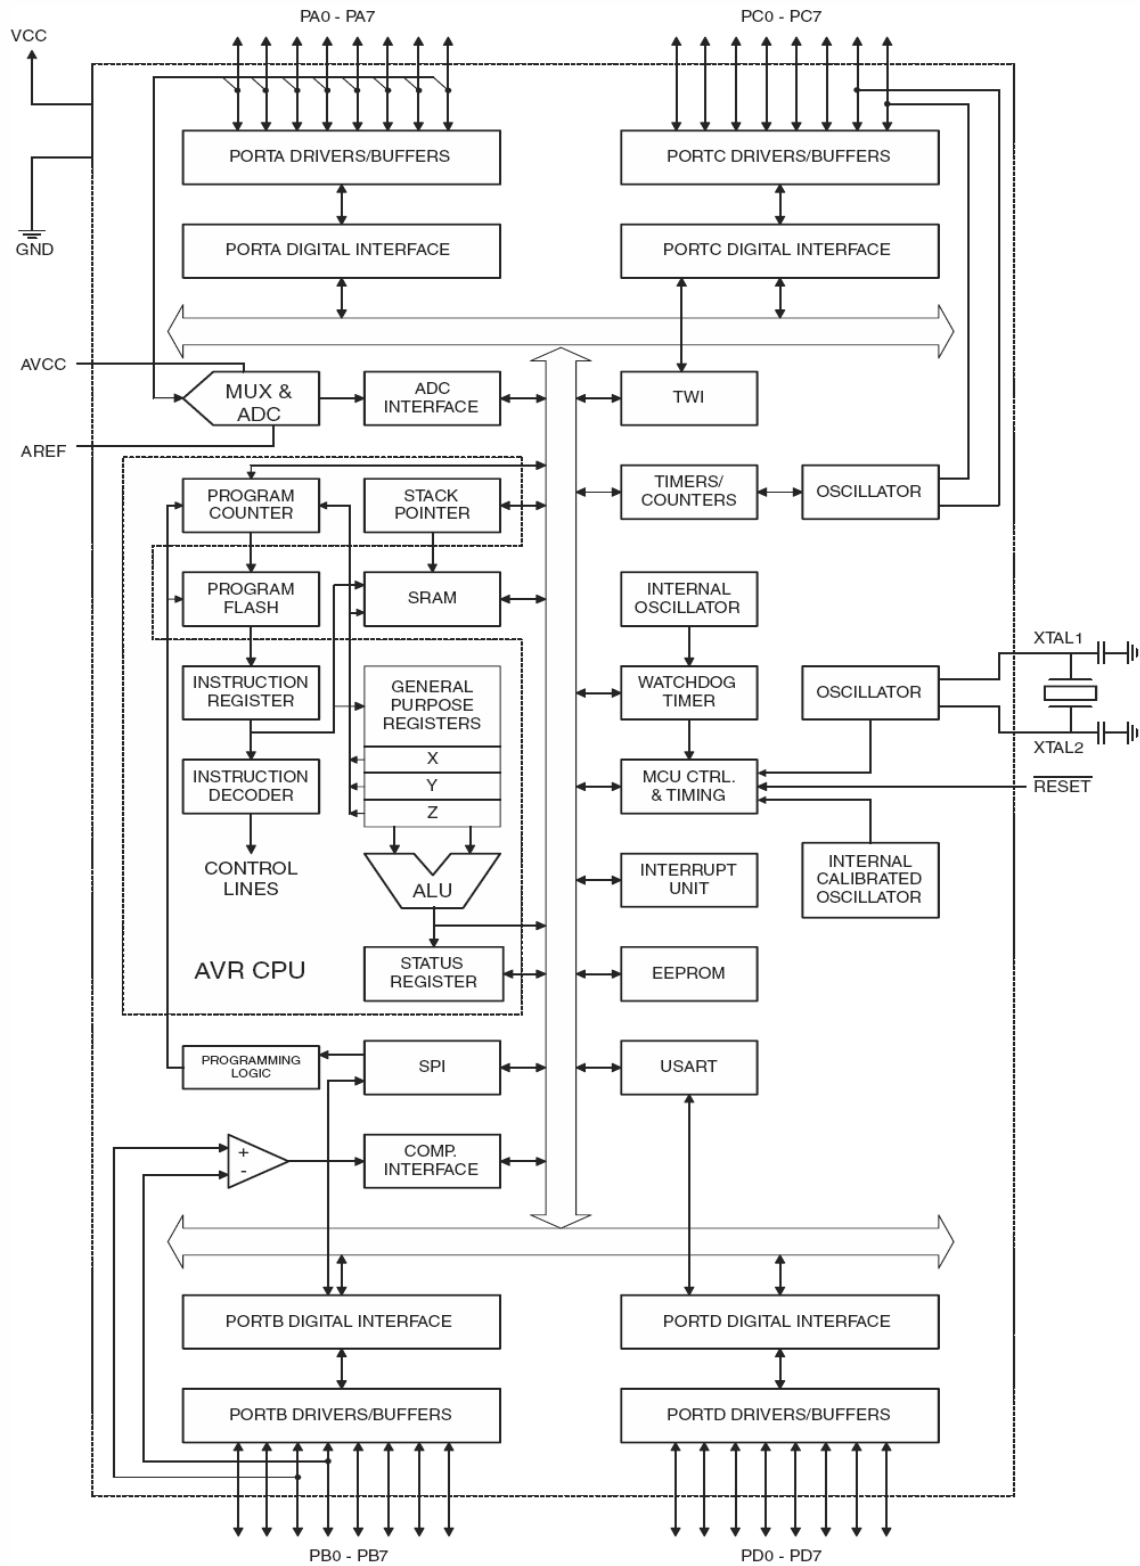 PA0 - PA7
PC0 - PC7
VCC
PORTA DRIVERS/BUFFERS
PORTC DRIVERS/BUFFERS
GND
PORTA DIGITAL INTERFACE
PORTC DIGITAL INTERFACE
AVCC
MUX &
ADC
ADC
INTERFACE
TWI
AREF
PROGRAM
COUNTER
STACK
POINTER
TIMERS/
COUNTERS
OSCILLATOR
PROGRAM
FLASH
SRAM
INTERNAL
OSCILLATOR
XTAL1
INSTRUCTION
REGISTER
GENERAL
PURPOSE
REGISTERS
WATCHDOG
TIMER
OSCILLATOR
XTAL2
X
Y
Z
INSTRUCTION
DECODER
MCU CTRL.
& TIMING
RESET
CONTROL
LINES
ALU
INTERRUPT
UNIT
INTERNAL
CALIBRATED
OSCILLATOR
AVR CPU
STATUS
REGISTER
EEPROM
PROGRAMMING
LOGIC
SPI
USART
+
-
COMP.
INTERFACE
PORTB DIGITAL INTERFACE
PORTD DIGITAL INTERFACE
PORTB DRIVERS/BUFFERS
PORTD DRIVERS/BUFFERS
PB0 - PB7
PD0 - PD7